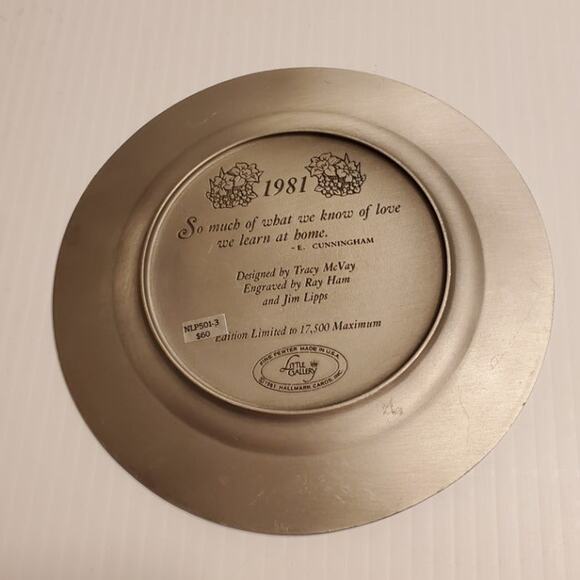 1981
So much of what we know of love
we learn at home.
-E. CUNNINGHAM
Designed by Tracy McVay
Engraved by Ray Ham
and Jim Lipps
NLP501-3
$60
Edition Limited to 17,500 Maximum
FINE PEWTER MADE IN U.S.A.
LITTLE
GALLERY
©1981 HALLMARK CARDS, INC.